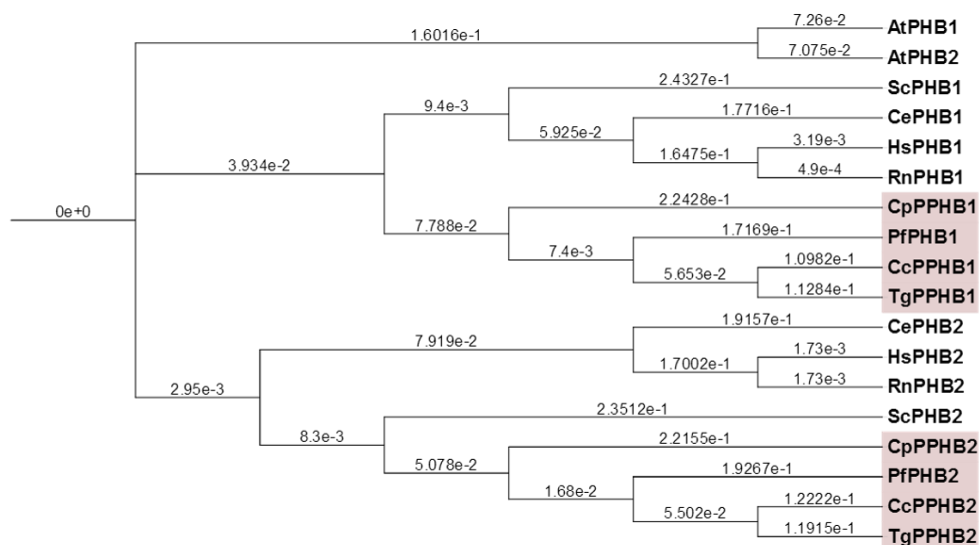 7.26e-2
AtPHB1
1.6016e-1
7.075e-2
AtPHB2
2.4327e-1
ScPHB1
9.4e-3
1.7716e-1
CePHB1
5.925e-2
3.19e-3
HsPHB1
1.6475e-1
3.934e-2
4.9e-4
RnPHB1
2.2428e-1
CpPPHB1
0e+0
7.788e-2
1.7169e-1
PfPHB1
7.4e-3
1.0982e-1
CcPPHB1
5.653e-2
1.1284e-1
TgPPHB1
1.9157e-1
CePHB2
7.919e-2
1.73e-3
HsPHB2
1.7002e-1
1.73e-3
RnPHB2
2.95e-3
2.3512e-1
ScPHB2
8.3e-3
2.2155e-1
CpPPHB2
5.078e-2
1.9267e-1
PfPHB2
1.68e-2
1.2222e-1
CcPPHB2
5.502e-2
1.1915e-1
TgPPHB2